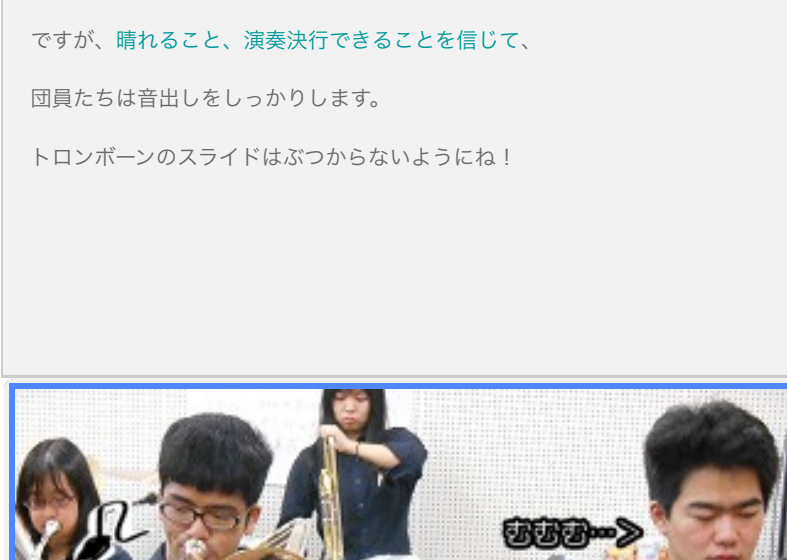 ですが、晴れること、演奏決行できることを信じて、
団員たちは音出しをしっかりします。
トロンボーンのスライドはぶつからないようにね！
むむむ…>